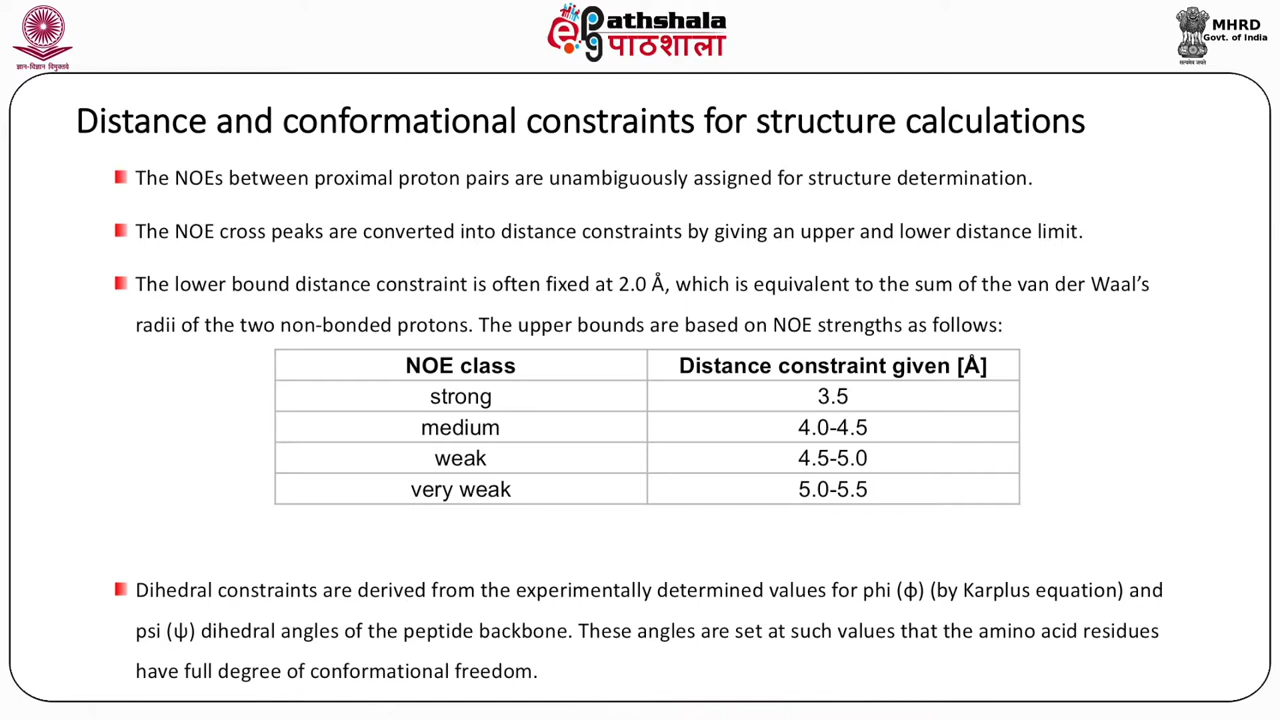 ज्ञान-विज्ञान विमुक्तये
ePathshala
पाठशाला
MHRD
Govt. of India
सत्यमेव जयते
Distance and conformational constraints for structure calculations
The NOEs between proximal proton pairs are unambiguously assigned for structure determination.
The NOE cross peaks are converted into distance constraints by giving an upper and lower distance limit.
The lower bound distance constraint is often fixed at 2.0 Å, which is equivalent to the sum of the van der Waal’s
radii of the two non-bonded protons. The upper bounds are based on NOE strengths as follows:
NOE class Distance constraint given [Å]
strong 3.5
medium 4.0-4.5
weak 4.5-5.0
very weak 5.0-5.5
Dihedral constraints are derived from the experimentally determined values for phi (ϕ) (by Karplus equation) and
psi (ψ) dihedral angles of the peptide backbone. These angles are set at such values that the amino acid residues
have full degree of conformational freedom.